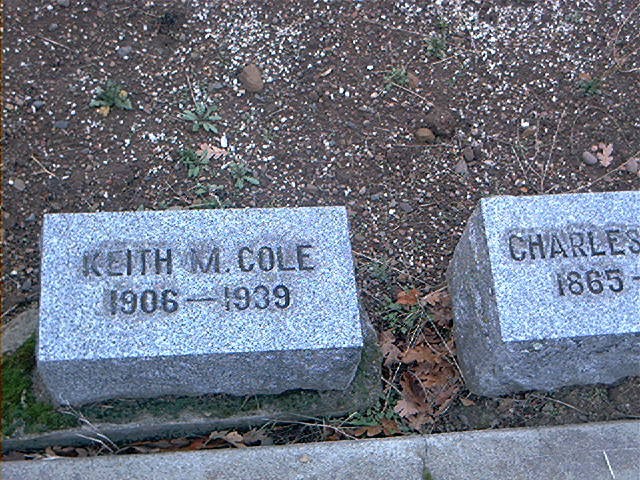 KEITH M. COLE
1906—1939
CHARLES
1865-